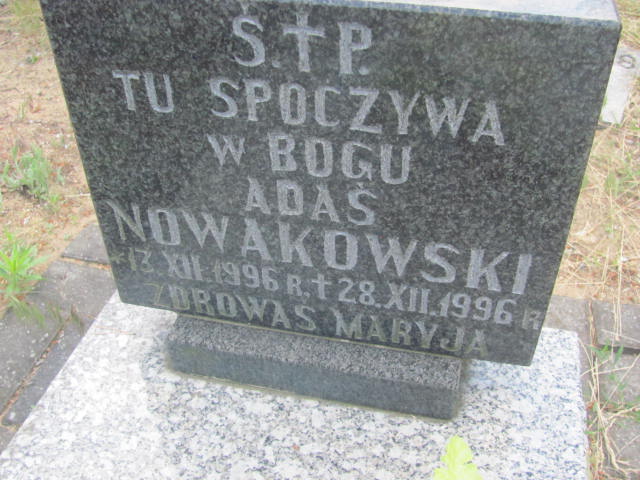 Ś.†P.
TU SPOCZYWA
W BOGU
ADAŚ
NOWAKOWSKI
*13.XII.1996 R. †28.XII.1996 R.
ZDROWAŚ MARYJA